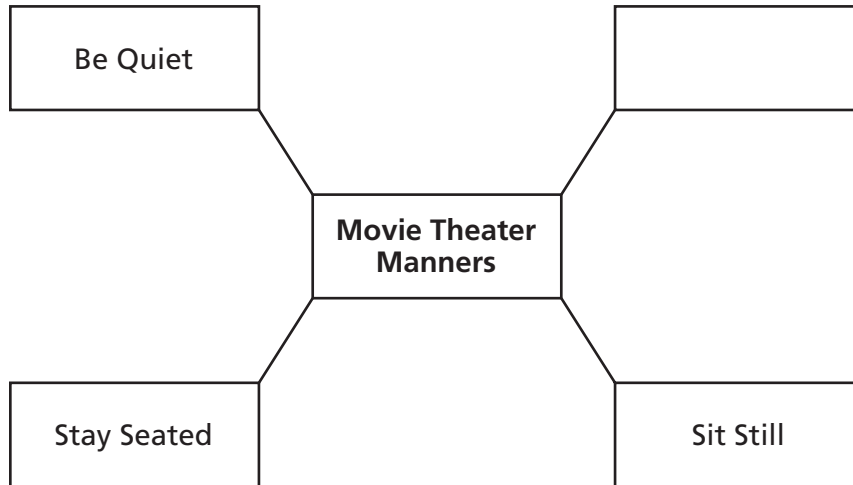 Be Quiet
Movie Theater
Manners
Stay Seated
Sit Still